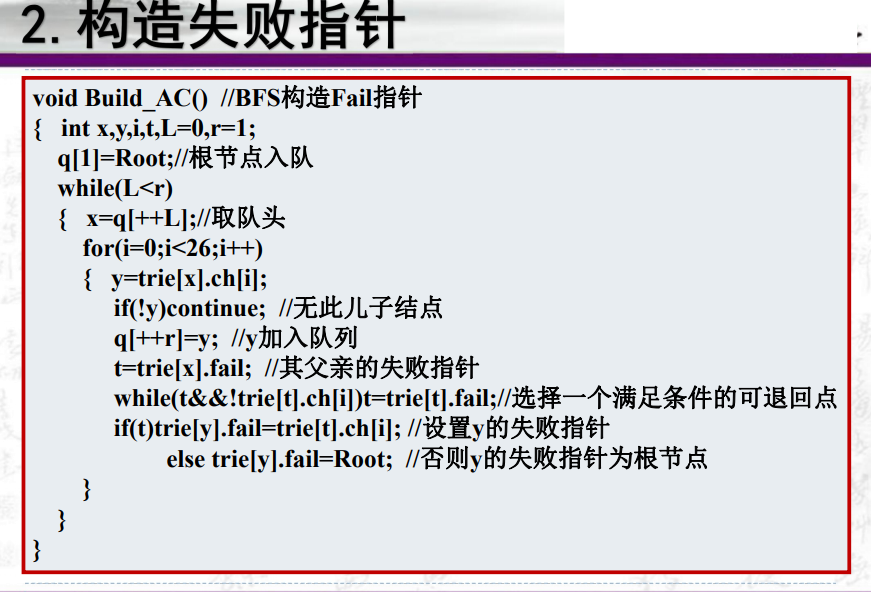 2.构造失败指针
void Build_AC() //BFS构造Fail指针
{ int x,y,i,t,L=0,r=1;
q[1]=Root;//根节点入队
while(L<r)
{ x=q[++L];//取队头
for(i=0;i<26;i++)
{ y=trie[x].ch[i];
if(!y)continue; //无此儿子结点
q[++r]=y; //y加入队列
t=trie[x].fail; //其父亲的失败指针
while(t&&!trie[t].ch[i])t=trie[t].fail;//选择一个满足条件的可退回点
if(t)trie[y].fail=trie[t].ch[i]; //设置y的失败指针
else trie[y].fail=Root; //否则y的失败指针为根节点
}
}
}